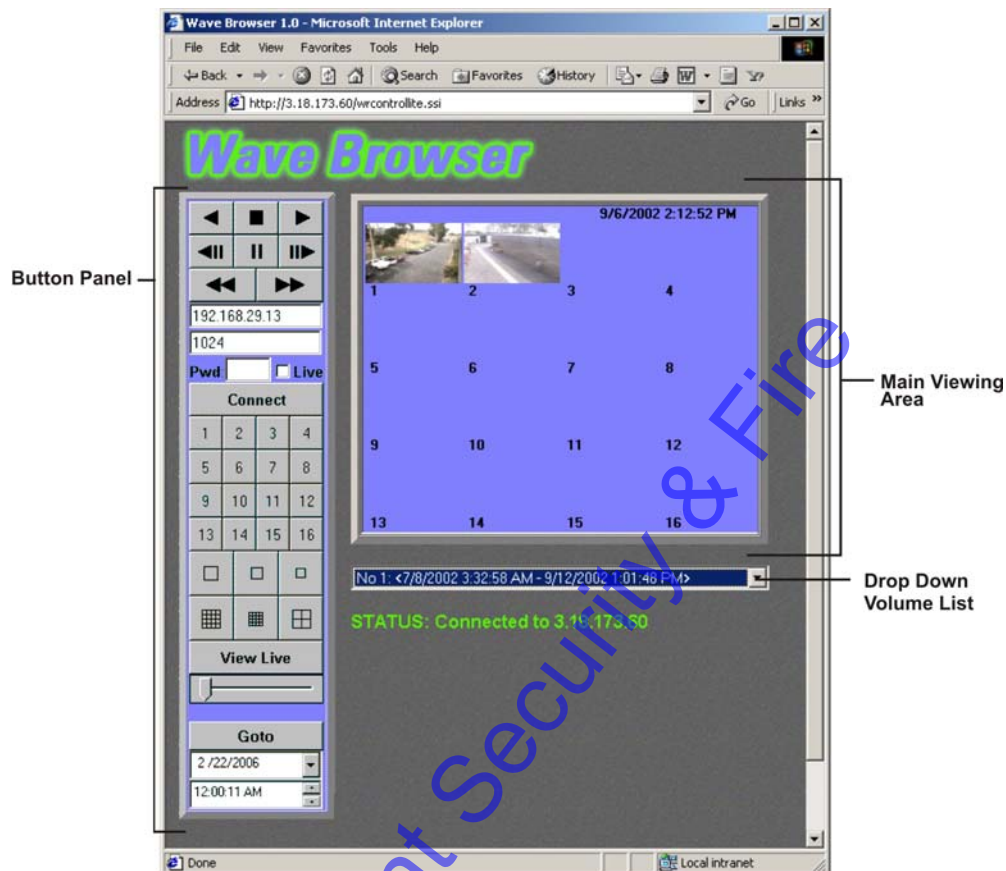 Wave Browser 1.0 - Microsoft Internet Explorer
File Edit View Favorites Tools Help
Back Search Favorites History
Address http://3.18.173.60/wrcontrollite.ssi Go Links »
Wave Browser
Button Panel
192.168.29.13
1024
Pwd Live
Connect
1 2 3 4
5 6 7 8
9 10 11 12
13 14 15 16
View Live
Goto
2 /22/2006
12:00:11 AM
9/6/2002 2:12:52 PM
1 2 3 4
5 6 7 8
9 10 11 12
13 14 15 16
Main Viewing
Area
No 1: <7/8/2002 3:32:58 AM - 9/12/2002 1:01:48 PM>
Drop Down
Volume List
STATUS: Connected to 3.18.173.60
Done Local intranet
nt Security & Fire